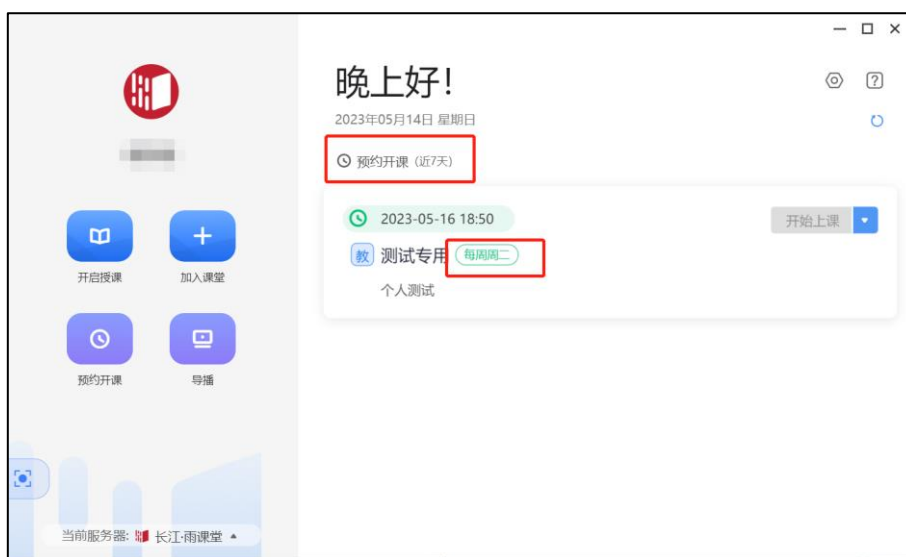 晚上好!
2023年05月14日 星期日
预约开课 (近7天)
2023-05-16 18:50
开始上课
教 测试专用 每周周二
个人测试
开启授课
加入课堂
预约开课
导播
当前服务器: 长江·雨课堂